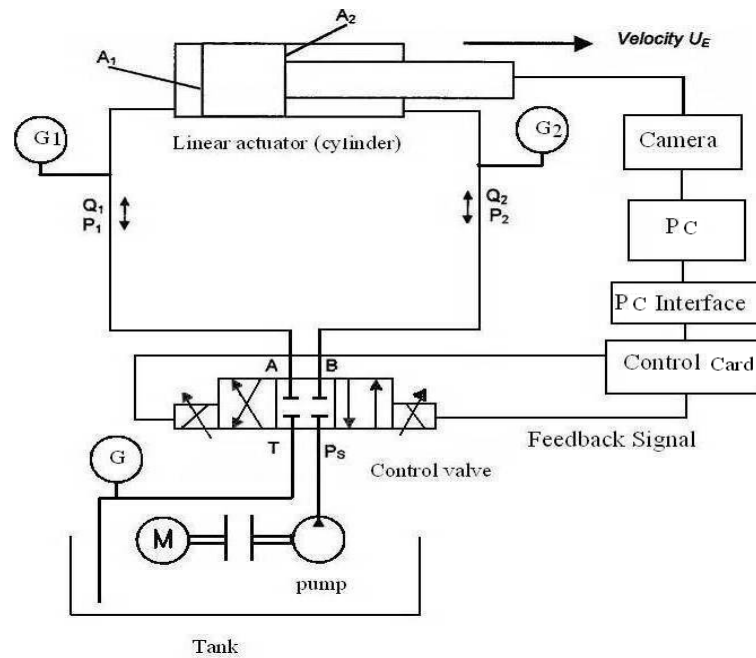 A2
A1
Velocity UE
G1
Linear actuator (cylinder)
G2
Camera
Q1
P1
Q2
P2
PC
PC Interface
A
B
Control Card
T
PS
Control valve
Feedback Signal
G
M
pump
Tank